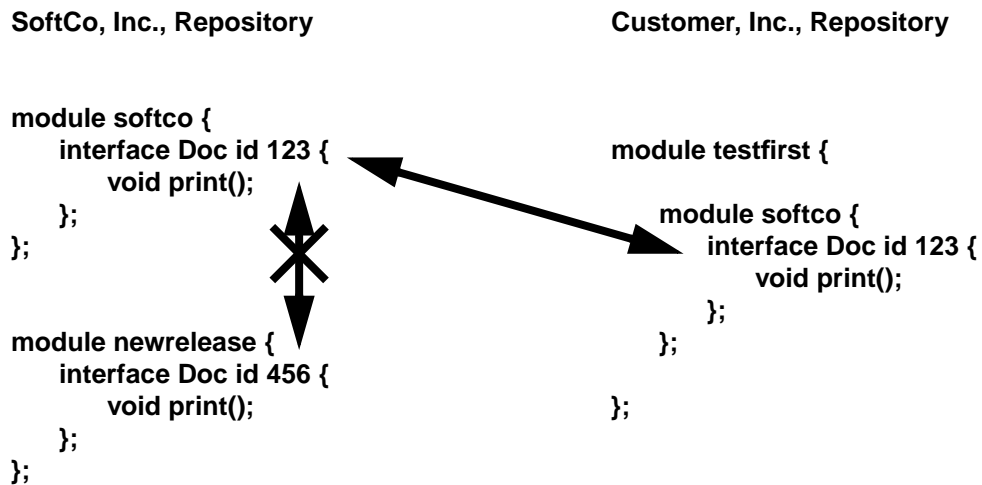 SoftCo, Inc., Repository
module softco {
interface Doc id 123 {
void print();
};
};
module newrelease {
interface Doc id 456 {
void print();
};
};
Customer, Inc., Repository
module testfirst {
module softco {
interface Doc id 123 {
void print();
};
};
};